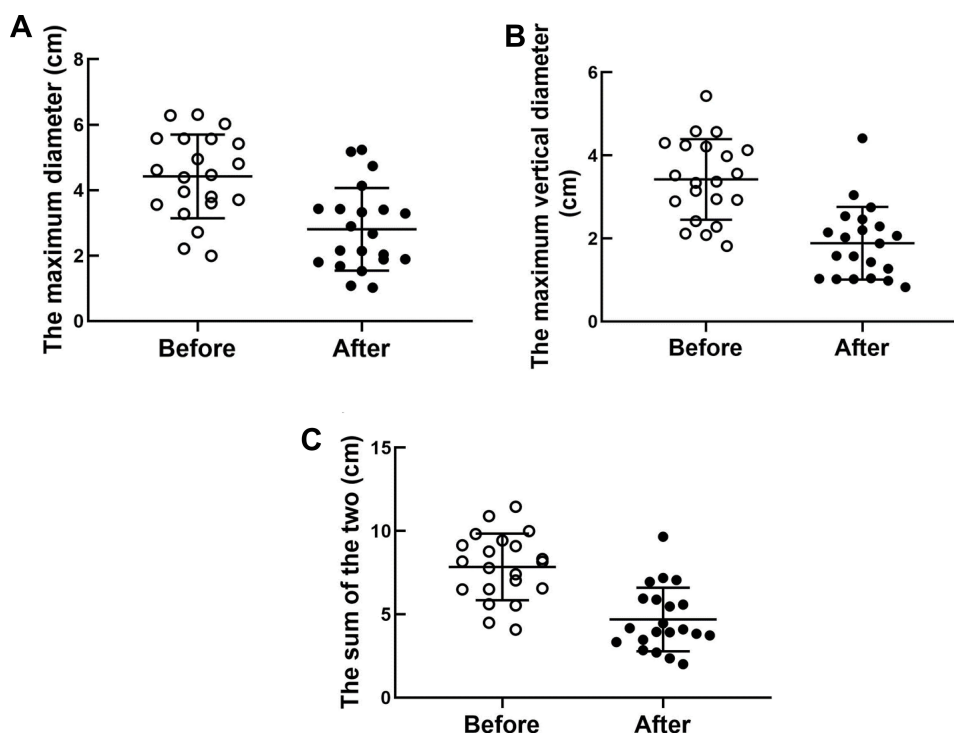 A
The maximum diameter (cm)
8
6
4
2
0
Before
After
B
The maximum vertical diameter
(cm)
6
4
2
0
Before
After
C
The sum of the two (cm)
15
10
5
0
Before
After